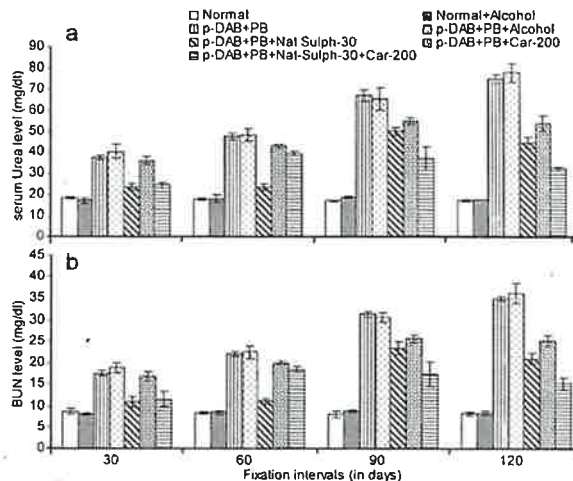 Normal
Normal+Alcohol
p-DAB+PB
p-DAB+PB+Alcohol
p-DAB+PB+Nat Sulph-30
p-DAB+PB+Car-200
p-DAB+PB+Nat-Sulph-30+Car-200
a
serum Urea level (mg/dl)
90
80
70
60
50
40
30
20
10
0
b
BUN level (mg/dl)
45
40
35
30
25
20
15
10
5
0
30 60 90 120
Fixation intervals (in days)